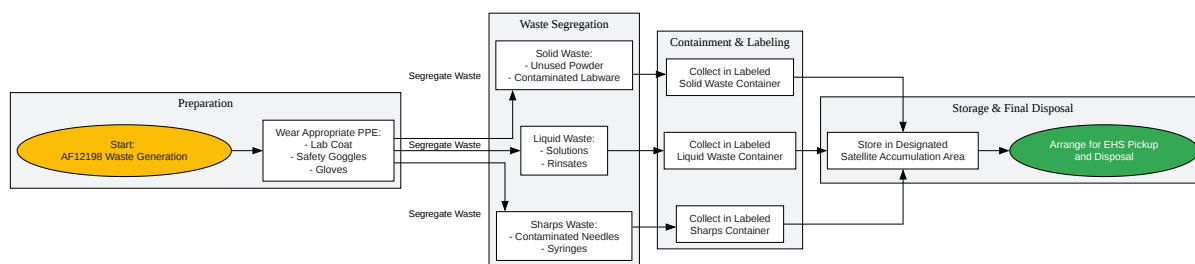 Preparation
Start:
AF12198 Waste Generation
Wear Appropriate PPE:
- Lab Coat
- Safety Goggles
- Gloves
Segregate Waste
Segregate Waste
Segregate Waste
Waste Segregation
Solid Waste:
- Unused Powder
- Contaminated Labware
Liquid Waste:
- Solutions
- Rinsates
Sharps Waste:
- Contaminated Needles
- Syringes
Containment & Labeling
Collect in Labeled
Solid Waste Container
Collect in Labeled
Liquid Waste Container
Collect in Labeled
Sharps Container
Storage & Final Disposal
Store in Designated
Satellite Accumulation Area
Arrange for EHS Pickup
and Disposal